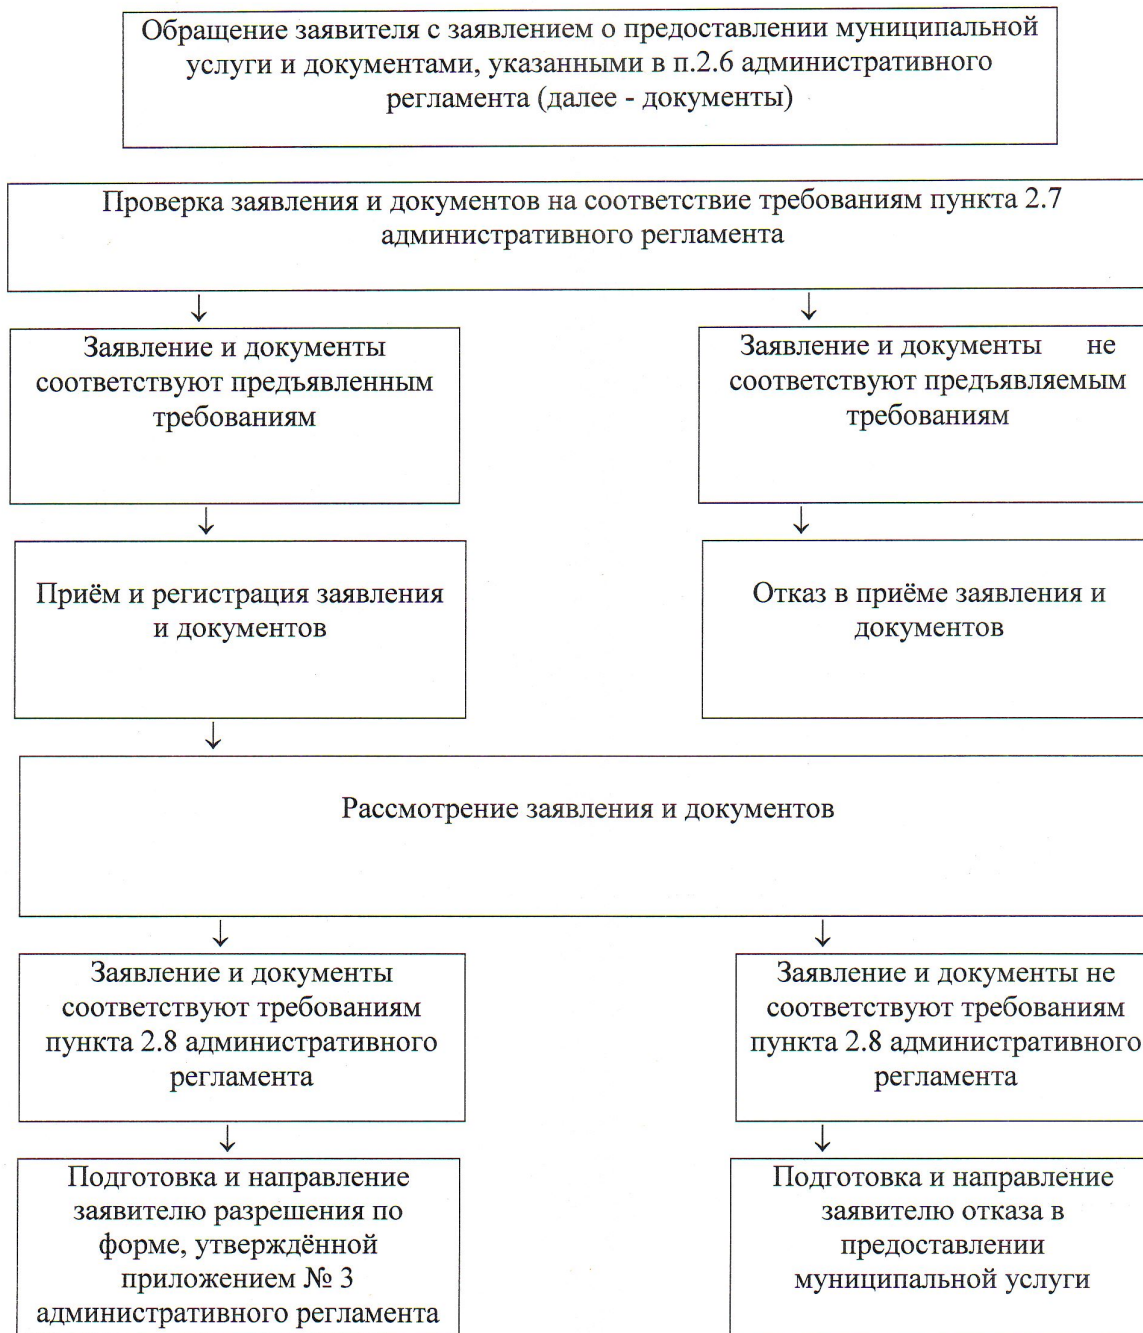 Обращение заявителя с заявлением о предоставлении муниципальной
услуги и документами, указанными в п.2.6 административного
регламента (далее - документы)
Проверка заявления и документов на соответствие требованиям пункта 2.7
административного регламента
Заявление и документы
соответствуют предъявленным
требованиям
Заявление и документы не
соответствуют предъявляемым
требованиям
Приём и регистрация заявления
и документов
Отказ в приёме заявления и
документов
Рассмотрение заявления и документов
Заявление и документы
соответствуют требованиям
пункта 2.8 административного
регламента
Заявление и документы не
соответствуют требованиям
пункта 2.8 административного
регламента
Подготовка и направление
заявителю разрешения по
форме, утверждённой
приложением № 3
административного регламента
Подготовка и направление
заявителю отказа в
предоставлении
муниципальной услуги